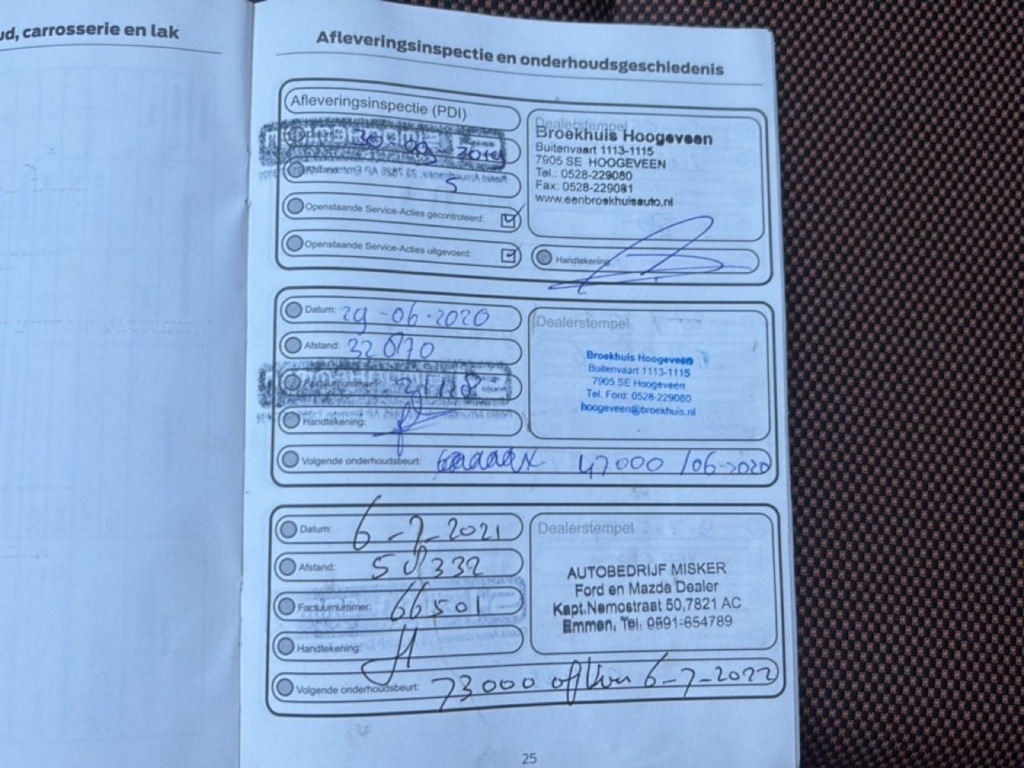 ud, carrosserie en lak
Afleveringsinspectie en onderhoudsgeschiedenis
Afleveringsinspectie (PDI)
30-09-2019
Afstand:
5
Openstaande Service-Acties gecontroleerd:
Openstaande Service-Acties uitgevoerd:
Dealerstempel
Broekhuis Hoogeveen
Buitenvaart 1113-1115
7905 SE HOOGEVEEN
Tel.: 0528-229080
Fax: 0528-229081
www.eenbroekhuisauto.nl
Handtekening
Datum: 29-06-2020
Afstand: 32070
Factuurnummer:
Handtekening:
Dealerstempel
Broekhuis Hoogeveen
Buitenvaart 1113-1115
7905 SE Hoogeveen
Tel. Ford: 0528-229080
hoogeveen@broekhuis.nl
Volgende onderhoudsbeurt: 47000 /06-2020
Datum: 6-7-2021
Afstand: 58332
Factuurnummer: 66501
Handtekening:
Dealerstempel
AUTOBEDRIJF MISKER
Ford en Mazda Dealer
Kapt.Nemostraat 50,7821 AC
Emmen, Tel. 0591-654789
Volgende onderhoudsbeurt: 73000 of 6-7-2022
25